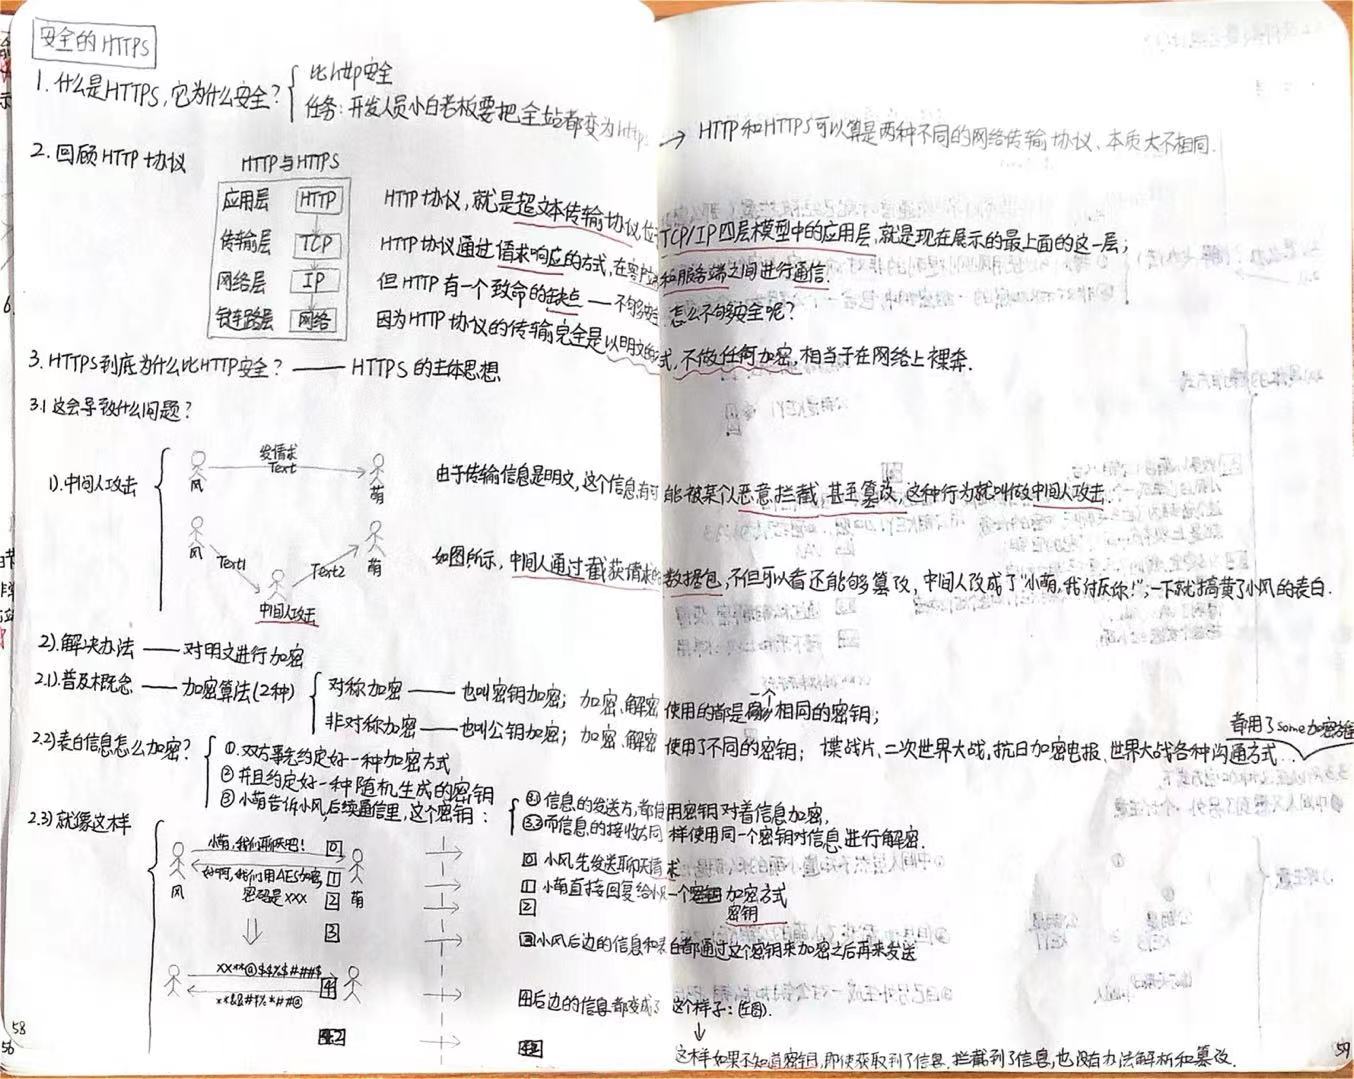 安全的HTTPS
1.什么是HTTPS,它为什么安全?
比http安全
任务:开发人员小白老板要把全站都变为https
→ HTTP和HTTPS可以算是两种不同的网络传输协议、本质大不相同.
2.回顾HTTP协议
HTTP与HTTPS
应用层 HTTP
传输层 TCP
网络层 IP
链路层 网络
HTTP协议,就是超文本传输协议位 TCP/IP四层模型中的应用层,就是现在展示的最上面的这一层;
HTTP协议通过请求响应的方式,在客户端和服务端之间进行通信.
但HTTP有一个致命的缺点——不够安全 怎么不够安全呢?
因为HTTP协议的传输完全是以明文的方式,不做任何加密,相当于在网络上裸奔.
3.HTTPS到底为什么比HTTP安全?——HTTPS的主体思想
3.1这会导致什么问题?
1).中间人攻击
发请求
Text
风
萌
由于传输信息是明文,这个信息有可能被某个人恶意拦截 甚至篡改,这种行为就叫做中间人攻击.
风
Text1
Text2
萌
中间人攻击
如图所示,中间人通过截获请求的数据包,不但可以看还能够篡改,中间人改成了"小萌,我讨厌你!",一下就搞黄了小风的表白.
2).解决办法——对明文进行加密
2.1).普及概念——加密算法(2种)
对称加密——也叫密钥加密;加密、解密 使用的都是一个相同的密钥;
非对称加密——也叫公钥加密;加密、解密 使用了不同的密钥; 谍战片、二次世界大战,抗日加密电报、世界大战各种沟通方式...
都用了some加密
2.2)表白信息怎么加密?
①.双方事先约定好一种加密方式
②并且约定好一种随机生成的密钥
③小萌告诉小风,后续通信里,这个密钥:
3.1信息的发送方,都使用密钥对着信息加密,
3.2而信息的接收方同样使用同一个密钥对信息进行解密.
2.3)就像这样
小萌,我们聊天吧! 0
好啊,我们用AES加密, 1
密码是xxx 2
风
萌
3
XX**@$$%$###$
4
**&&#$%*##@
4.2
0 小风先发送聊天请求
1 小萌直接回复给小风一个加密方式
2 密钥
3小风后边的信息和表白都通过这个密钥来加密之后再来发送
4后边的信息都变成了这个样子:(左图).
↓
这样如果不知道密钥,即使获取到了信息、拦截到了信息,也没有办法解析和篡改.
58
59